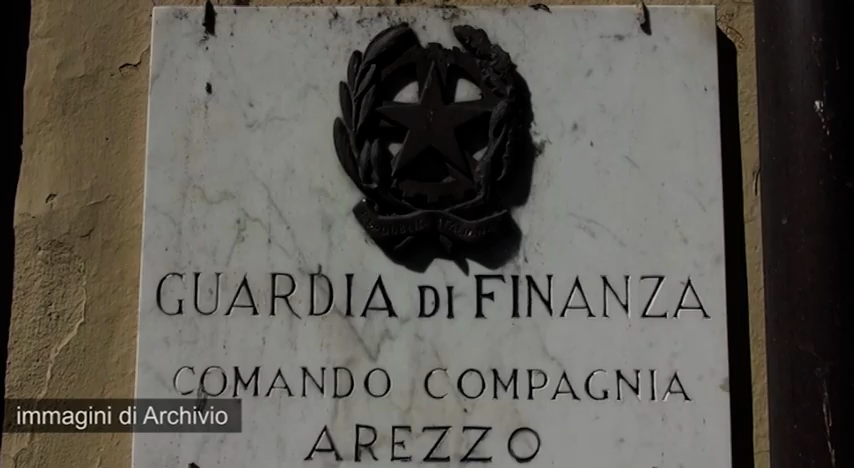 GUARDIA DI FINANZA
COMANDO COMPAGNIA
immagini di Archivio
AREZZO